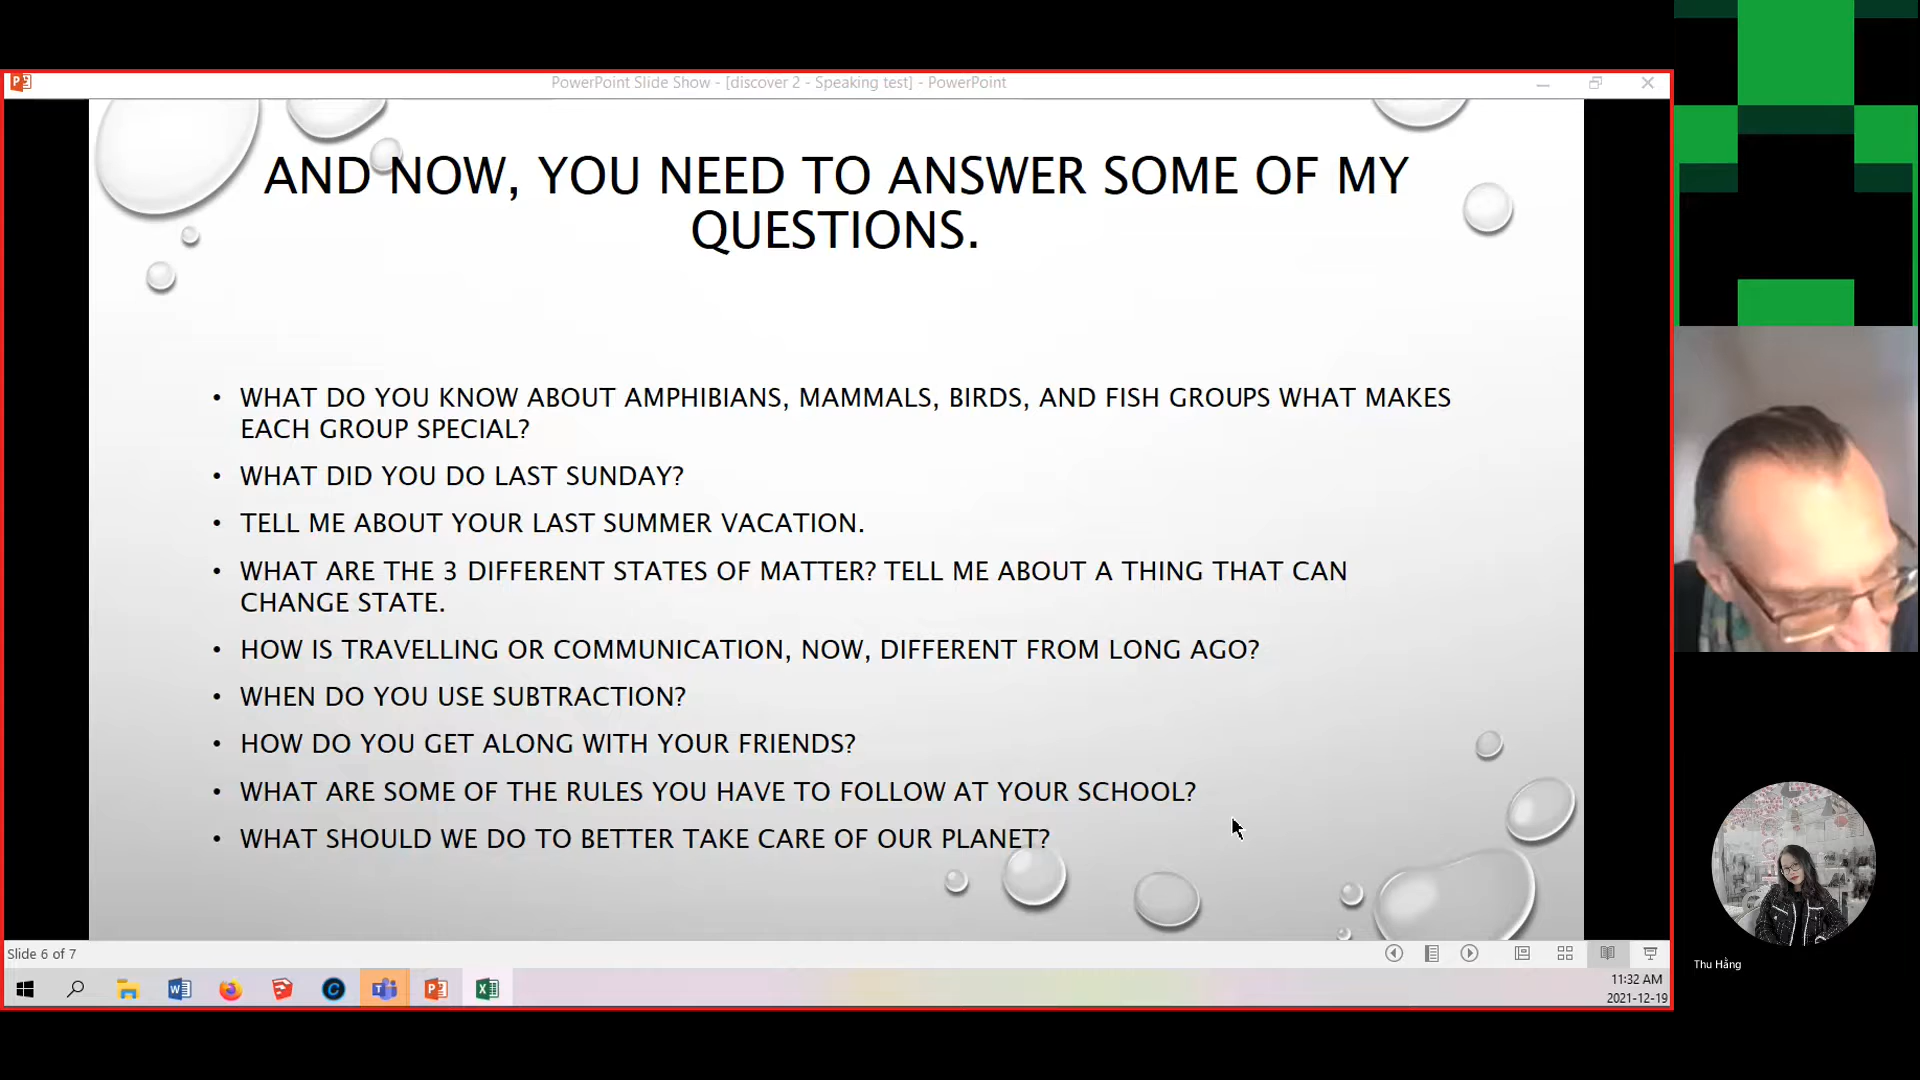 PowerPoint Slide Show - [discover 2 - Speaking test] - PowerPoint
AND NOW, YOU NEED TO ANSWER SOME OF MY
QUESTIONS.
• WHAT DO YOU KNOW ABOUT AMPHIBIANS, MAMMALS, BIRDS, AND FISH GROUPS WHAT MAKES
EACH GROUP SPECIAL?
• WHAT DID YOU DO LAST SUNDAY?
• TELL ME ABOUT YOUR LAST SUMMER VACATION.
• WHAT ARE THE 3 DIFFERENT STATES OF MATTER? TELL ME ABOUT A THING THAT CAN
CHANGE STATE.
• HOW IS TRAVELLING OR COMMUNICATION, NOW, DIFFERENT FROM LONG AGO?
• WHEN DO YOU USE SUBTRACTION?
• HOW DO YOU GET ALONG WITH YOUR FRIENDS?
• WHAT ARE SOME OF THE RULES YOU HAVE TO FOLLOW AT YOUR SCHOOL?
• WHAT SHOULD WE DO TO BETTER TAKE CARE OF OUR PLANET?
Slide 6 of 7
11:32 AM
2021-12-19
Thu Hằng